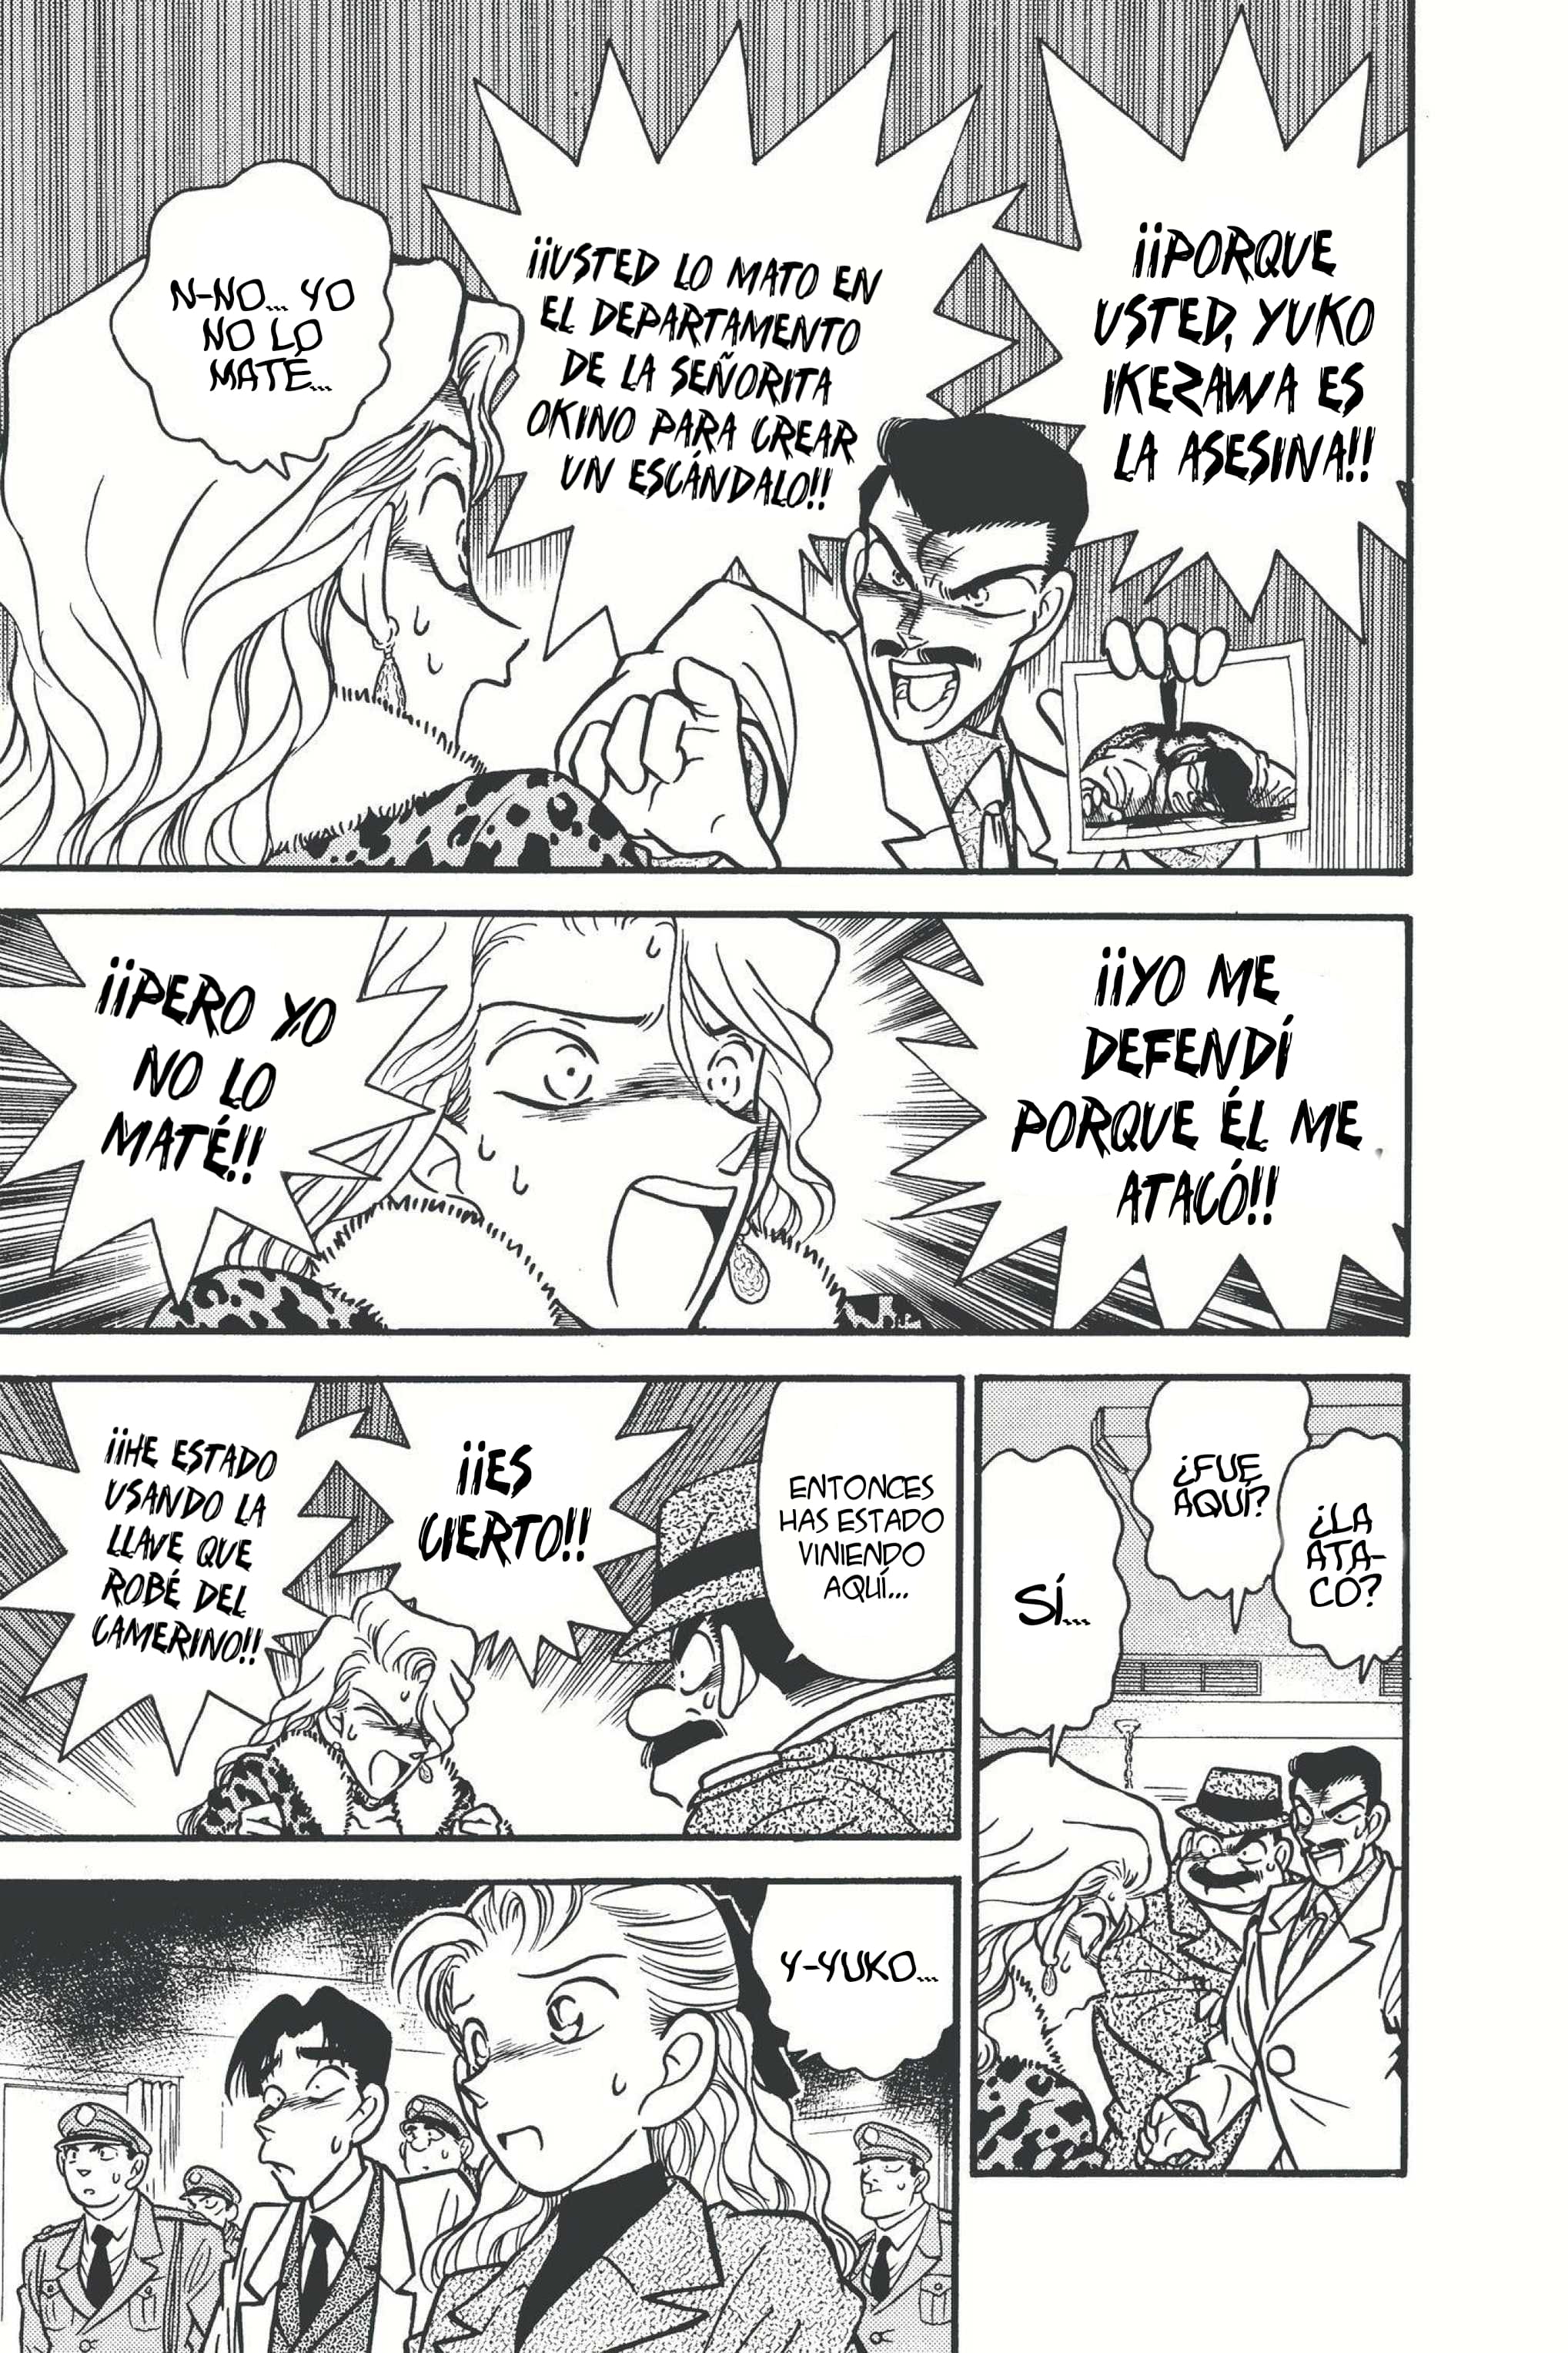 ¡¡PORQUE
USTED, YUKO
IKEZAWA ES
LA ASESINA!!
¡¡USTED LO MATO EN
EL DEPARTAMENTO
DE LA SEÑORITA
OKINO PARA CREAR
UN ESCÁNDALO!!
N-NO... YO
NO LO
MATÉ...
¡¡YO ME
DEFENDÍ
PORQUE ÉL ME
ATACÓ!!
¡¡PERO YO
NO LO
MATÉ!!
¿LA
ATA-
CÓ?
¿FUE
AQUÍ?
SÍ...
ENTONCES
HAS ESTADO
VINIENDO
AQUÍ...
¡¡ES
CIERTO!!
¡¡HE ESTADO
USANDO LA
LLAVE QUE
ROBÉ DEL
CAMERINO!!
Y-YUKO...